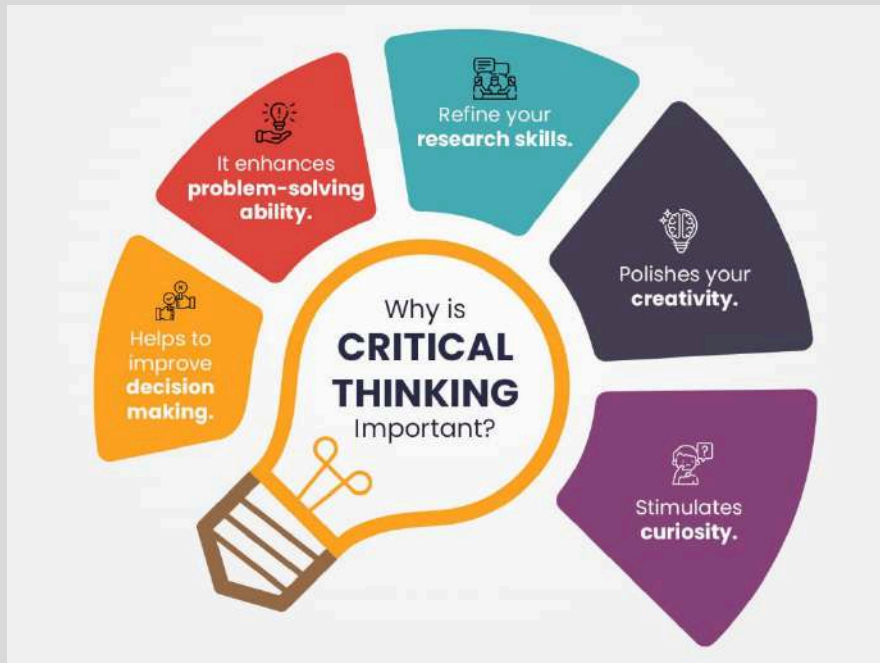 Why is
CRITICAL
THINKING
Important?
Helps to
improve
decision
making.
It enhances
problem-solving
ability.
Refine your
research skills.
Polishes your
creativity.
Stimulates
curiosity.